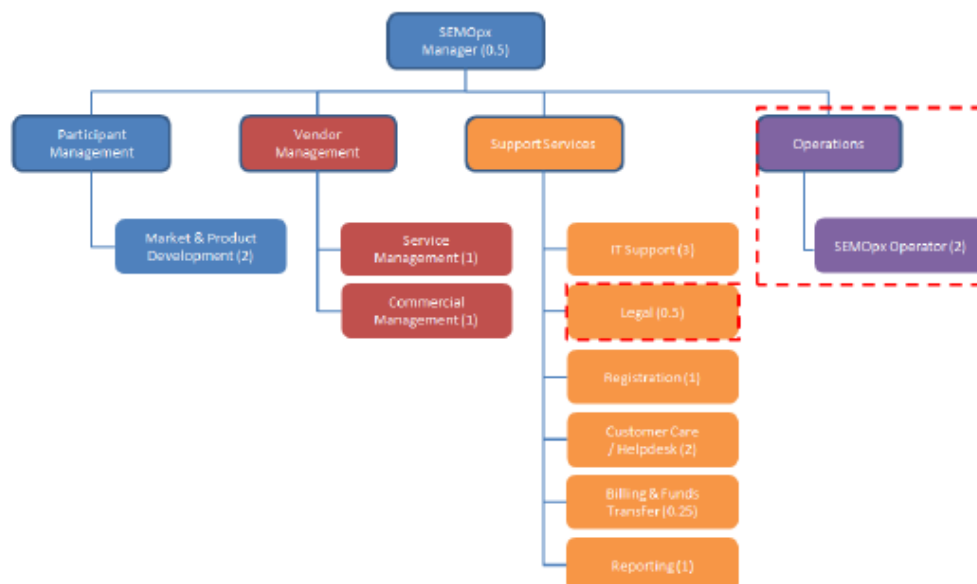 SEMOpx
Manager (0.5)
Participant
Management
Vendor
Management
Support Services
Operations
Market & Product
Development (2)
Service
Management (1)
Commercial
Management (1)
IT Support (3)
SEMOpx Operator (2)
Legal (0.5)
Registration (1)
Customer Care
/ Helpdesk (2)
Billing & Funds
Transfer (0.25)
Reporting (1)